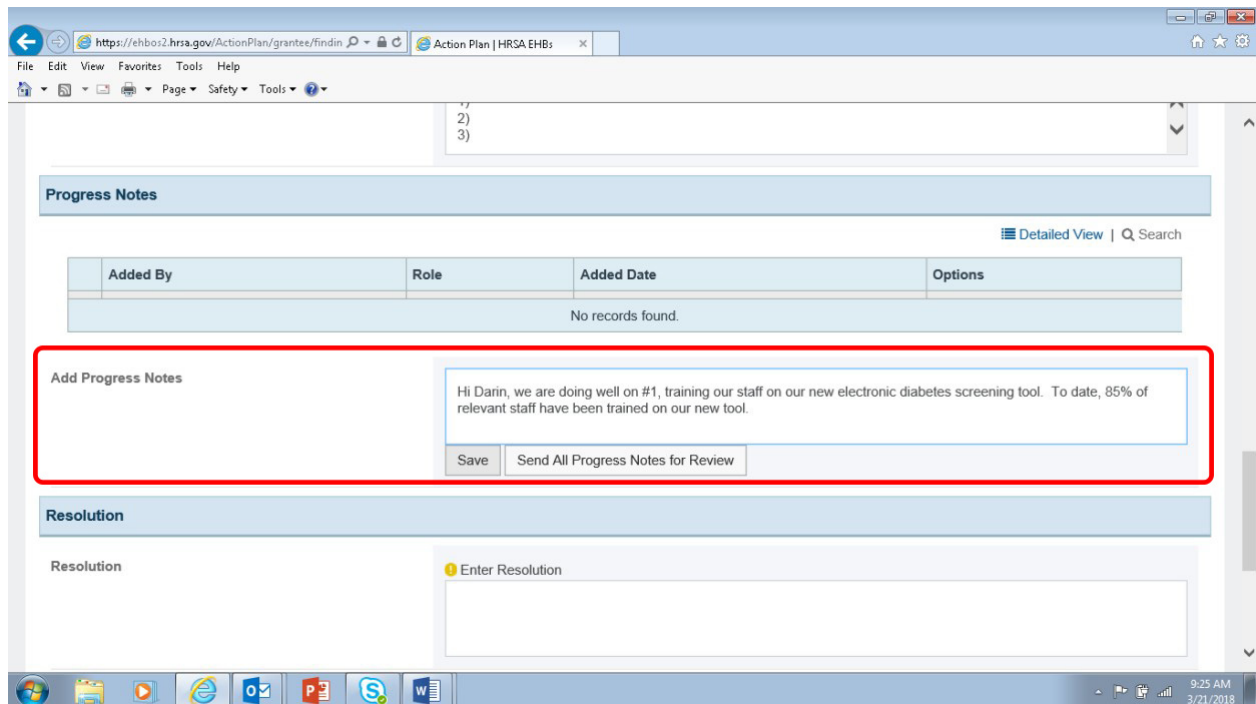 https://ehbos2.hrsa.gov/ActionPlan/grantee/findin
Action Plan | HRSA EHBs
File Edit View Favorites Tools Help
Page Safety Tools
2)
3)
Progress Notes
Detailed View | Search
Added By Role Added Date Options
No records found.
Add Progress Notes
Hi Darin, we are doing well on #1, training our staff on our new electronic diabetes screening tool. To date, 85% of
relevant staff have been trained on our new tool.
Save Send All Progress Notes for Review
Resolution
Resolution
Enter Resolution
9:25 AM
3/21/2018